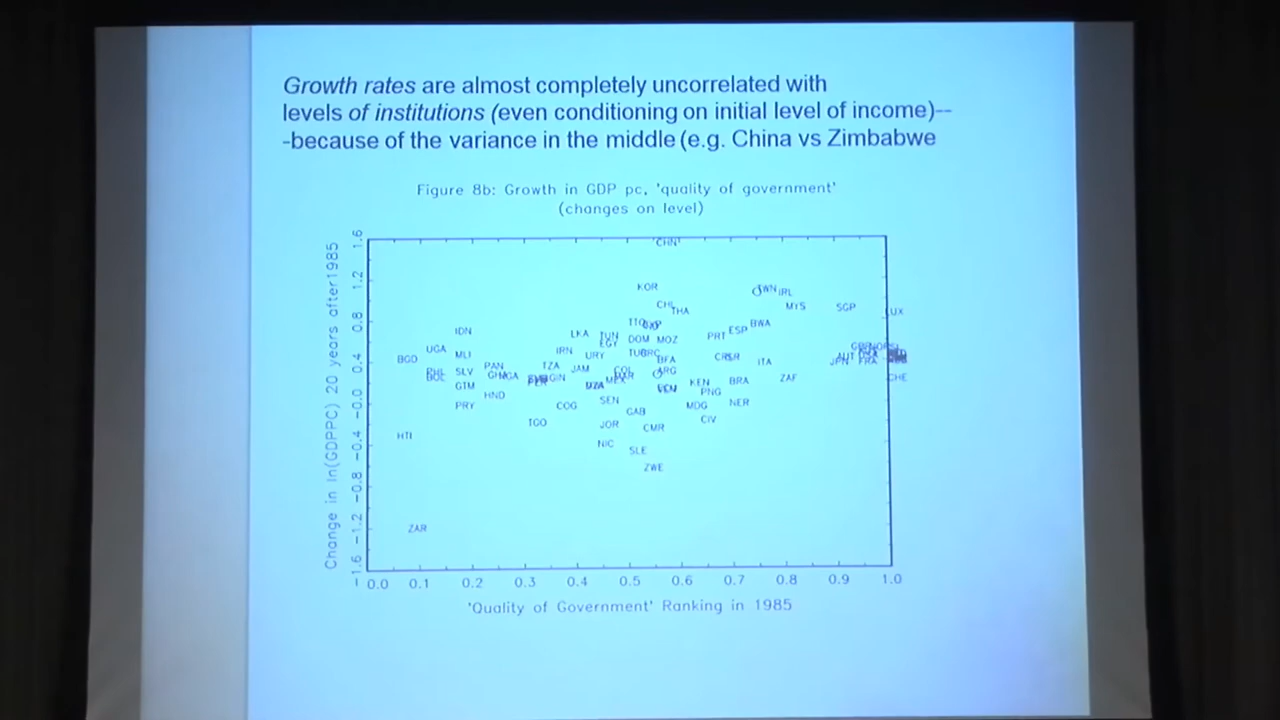 Growth rates are almost completely uncorrelated with
levels of institutions (even conditioning on initial level of income)--
-because of the variance in the middle (e.g. China vs Zimbabwe
Figure 8b: Growth in GDP pc, 'quality of government'
(changes on level)
Change in ln(GDPPC) 20 years after1985
1.6
1.2
0.8
0.4
-0.0
-0.4
-0.8
-1.2
-1.6
CHN
KOR
TWN IRL
THA
MYS
SGP
LUX
BWA
IDN
ESP
LKA
TUN
EGY
DOM MOZ
PRT
UGA
MLI
IRN
URY
BGD
BFA
ITA
JPN
FRA
PAN
TZA
JAM
ARG
SLV
ZAF
CHE
GTM
KEN
BRA
PNG
HND
SEN
PRY
COG
GAB
MDG
NER
TGO
JOR
CMR
CIV
HTI
NIC
SLE
ZWE
ZAR
0.0 0.1 0.2 0.3 0.4 0.5 0.6 0.7 0.8 0.9 1.0
'Quality of Government' Ranking in 1985